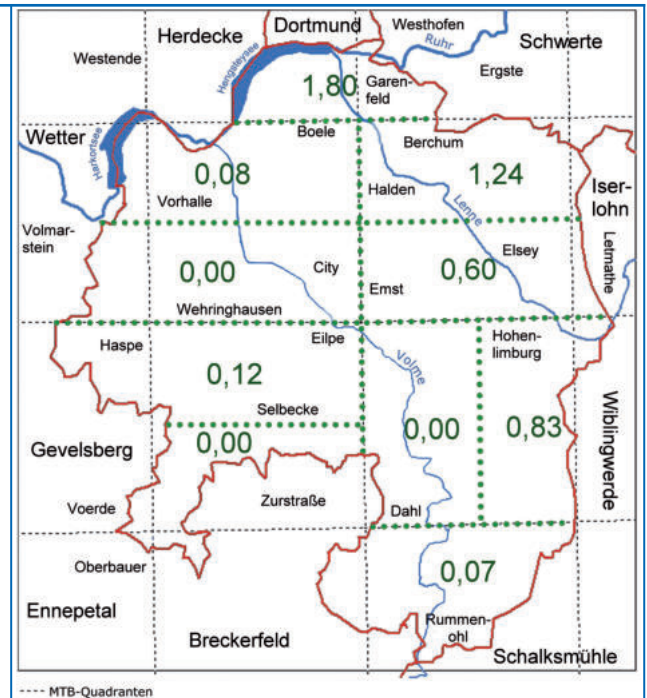 Dortmund
Westhofen
Herdecke
Ruhr
Schwerte
Westende
Hengsteysee
Ergste
1,80
Garen-
feld
Wetter
Harkortsee
Boele
Berchum
0,08
1,24
Iser-
lohn
Vorhalle
Halden
Lenne
Volmar-
stein
Elsey
Letmathe
0,00
City
0,60
Emst
Wehringhausen
Haspe
Eilpe
Volme
Hohen-
limburg
0,12
Selbecke
0,00
0,83
Wiblingwerde
Gevelsberg
0,00
Zurstraße
Voerde
Dahl
Oberbauer
0,07
Ennepetal
Rummen-
ohl
Breckerfeld
Schalksmühle
---- MTB-Quadranten